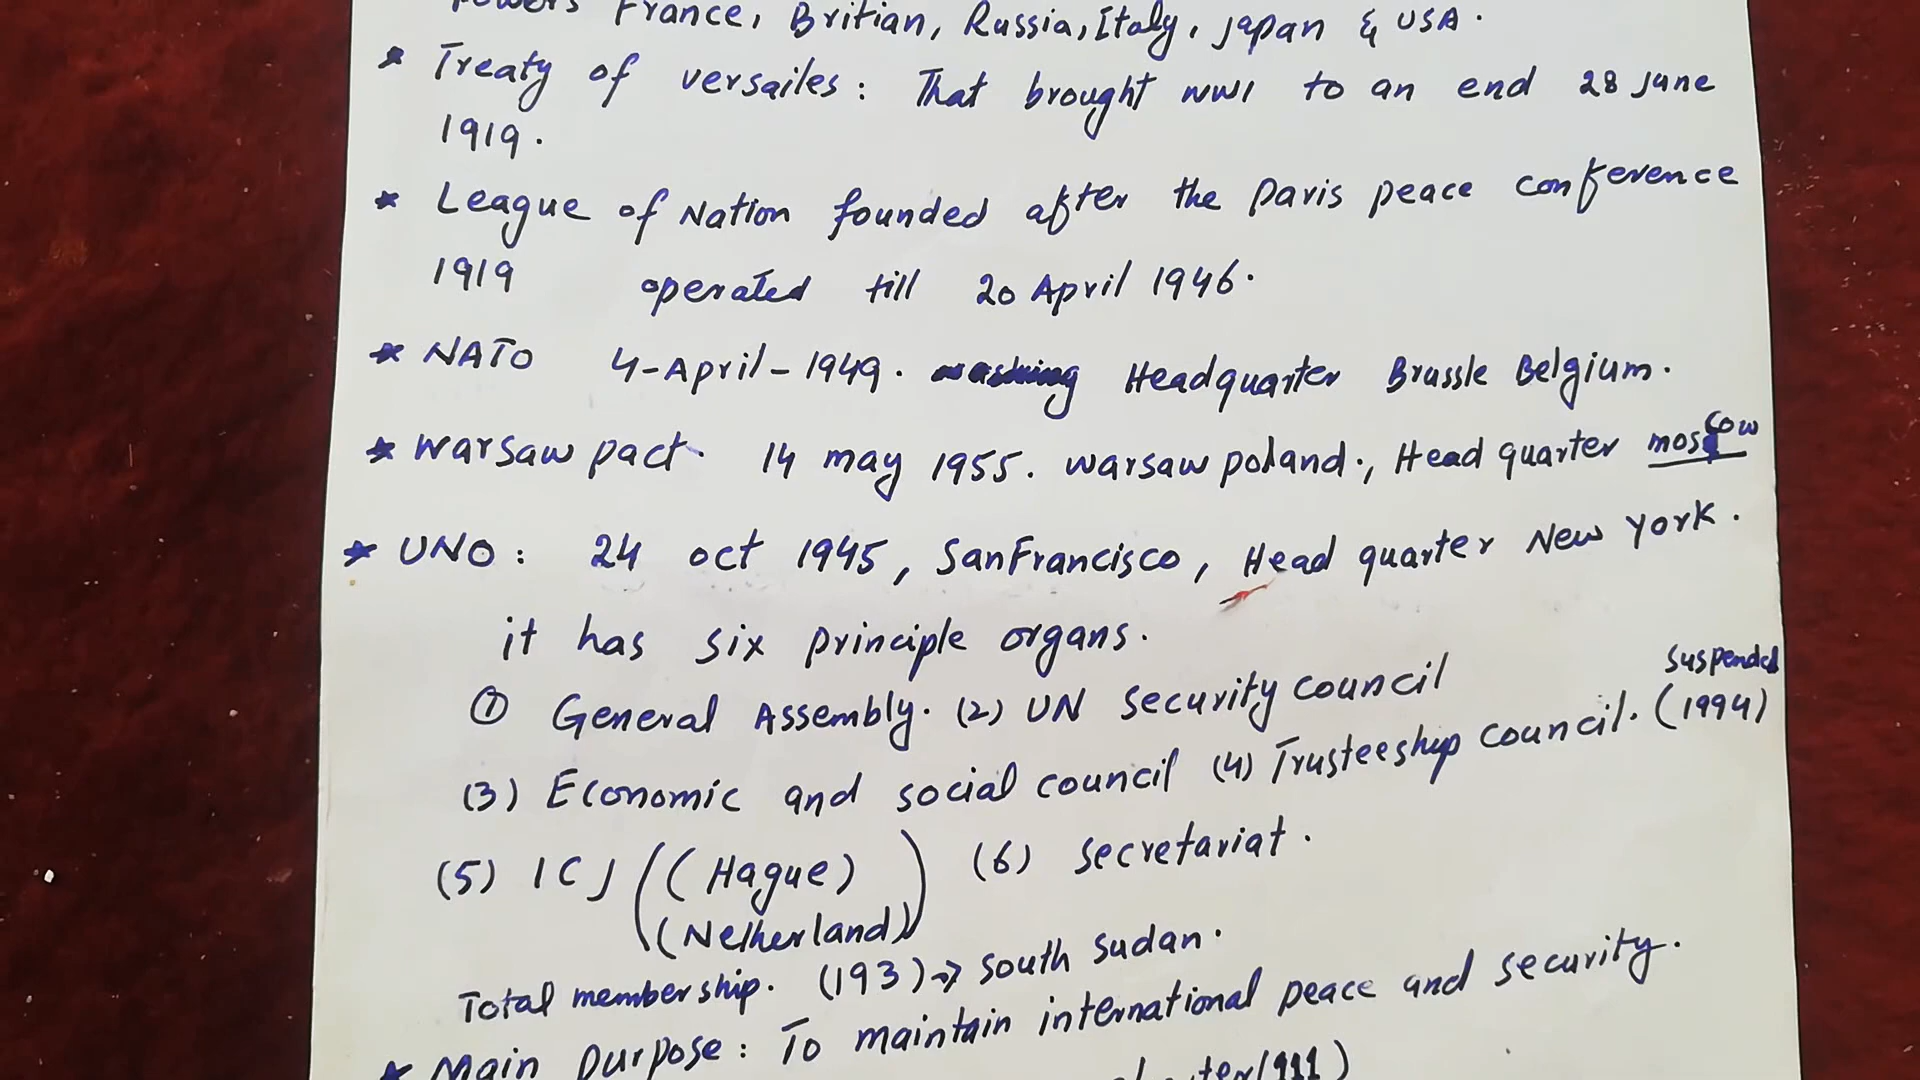 Powers France, Britian, Russia, Italy, Japan & USA.
* Treaty of versailes: That brought WW1 to an end 28 June
1919.
* League of Nation founded after the Paris peace conference
1919 operated till 20 April 1946.
* NATO 4-April-1949. Headquarter Brussle Belgium.
* Warsaw pact. 14 may 1955. Warsaw poland., Head quarter moscow
* UNO: 24 oct 1945, SanFrancisco, Head quarter New york.
it has six principle organs.
① General Assembly. (2) UN Security council
suspended
(3) Economic and social council (4) Trusteeship council. (1994)
(5) ICJ ((Hague) (6) Secretariat.
(Netherland))
Total membership. (193) → South Sudan.
* Main Purpose: To maintain international peace and security.
(111)